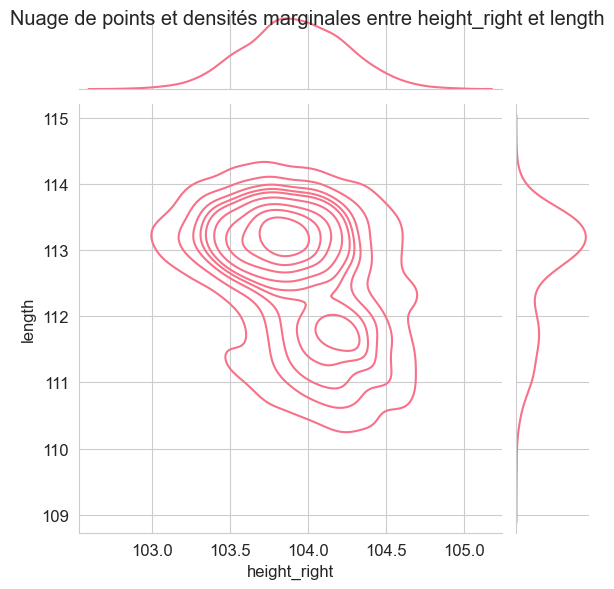 Nuage de points et densités marginales entre height_right et length
115
114
113
112
111
110
109
length
103.0 103.5 104.0 104.5 105.0
height_right